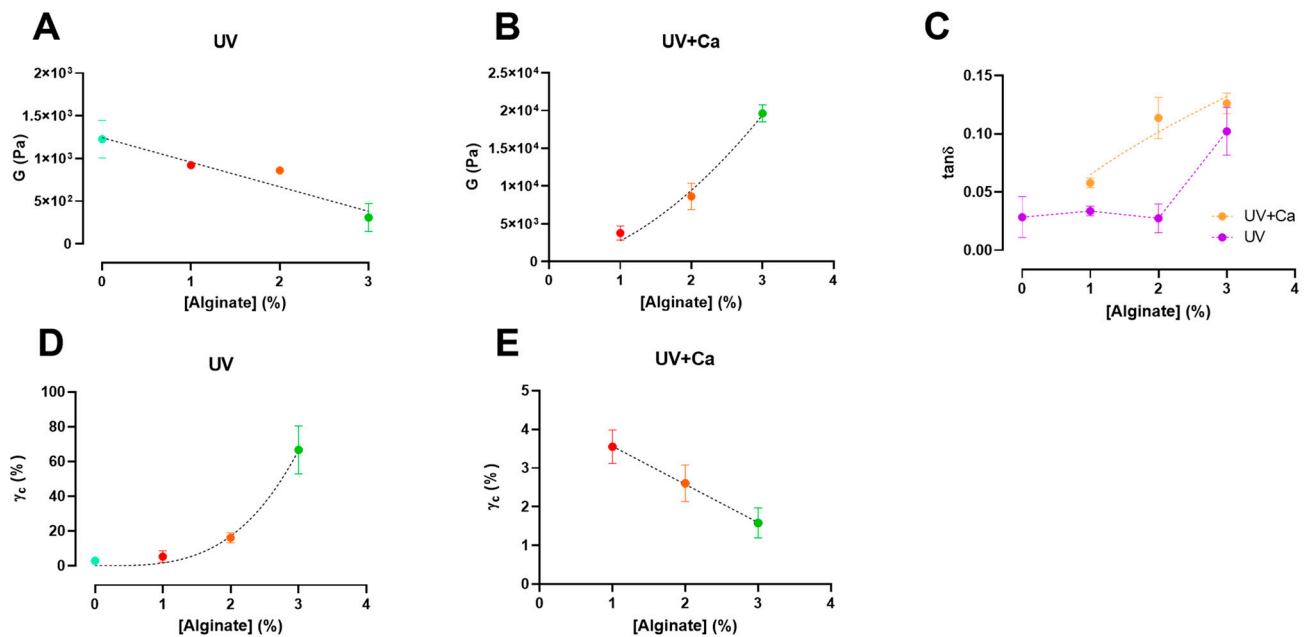 A
UV
G (Pa)
2×10³
1.5×10³
1×10³
5×10²
0
0 1 2 3
[Alginate] (%)
B
UV+Ca
G (Pa)
2.5×10⁴
2×10⁴
1.5×10⁴
1×10⁴
5×10³
0
0 1 2 3 4
[Alginate] (%)
C
tanδ
0.15
0.10
0.05
0.00
UV+Ca
UV
0 1 2 3 4
[Alginate] (%)
D
UV
γc (%)
100
80
60
40
20
0
0 1 2 3 4
[Alginate] (%)
E
UV+Ca
γc (%)
5
4
3
2
1
0
0 1 2 3 4
[Alginate] (%)